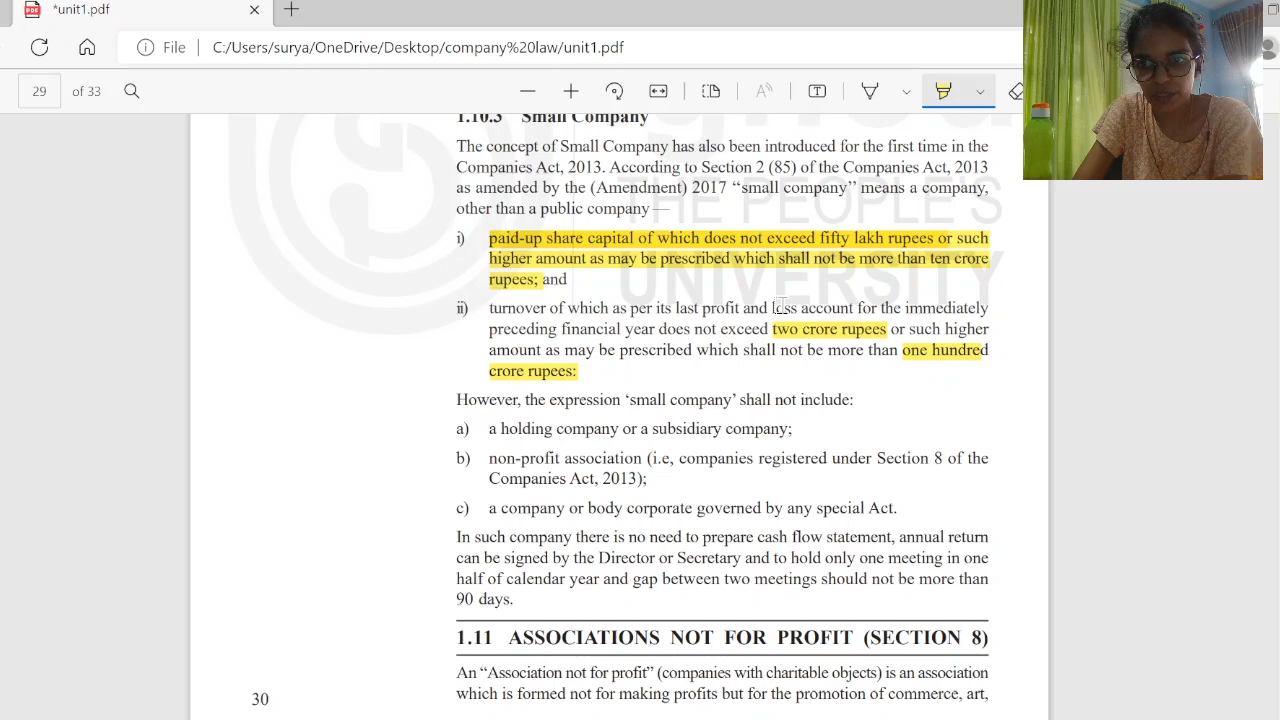 *unit1.pdf
File C:/Users/surya/OneDrive/Desktop/company%20law/unit1.pdf
29 of 33
1.10.3 Small Company
The concept of Small Company has also been introduced for the first time in the
Companies Act, 2013. According to Section 2 (85) of the Companies Act, 2013
as amended by the (Amendment) 2017 “small company” means a company,
other than a public company—
i) paid-up share capital of which does not exceed fifty lakh rupees or such
higher amount as may be prescribed which shall not be more than ten crore
rupees; and
ii) turnover of which as per its last profit and loss account for the immediately
preceding financial year does not exceed two crore rupees or such higher
amount as may be prescribed which shall not be more than one hundred
crore rupees:
However, the expression ‘small company’ shall not include:
a) a holding company or a subsidiary company;
b) non-profit association (i.e, companies registered under Section 8 of the
Companies Act, 2013);
c) a company or body corporate governed by any special Act.
In such company there is no need to prepare cash flow statement, annual return
can be signed by the Director or Secretary and to hold only one meeting in one
half of calendar year and gap between two meetings should not be more than
90 days.
1.11 ASSOCIATIONS NOT FOR PROFIT (SECTION 8)
An “Association not for profit” (companies with charitable objects) is an association
which is formed not for making profits but for the promotion of commerce, art,
30
THE PEOPLE'S
UNIVERSITY